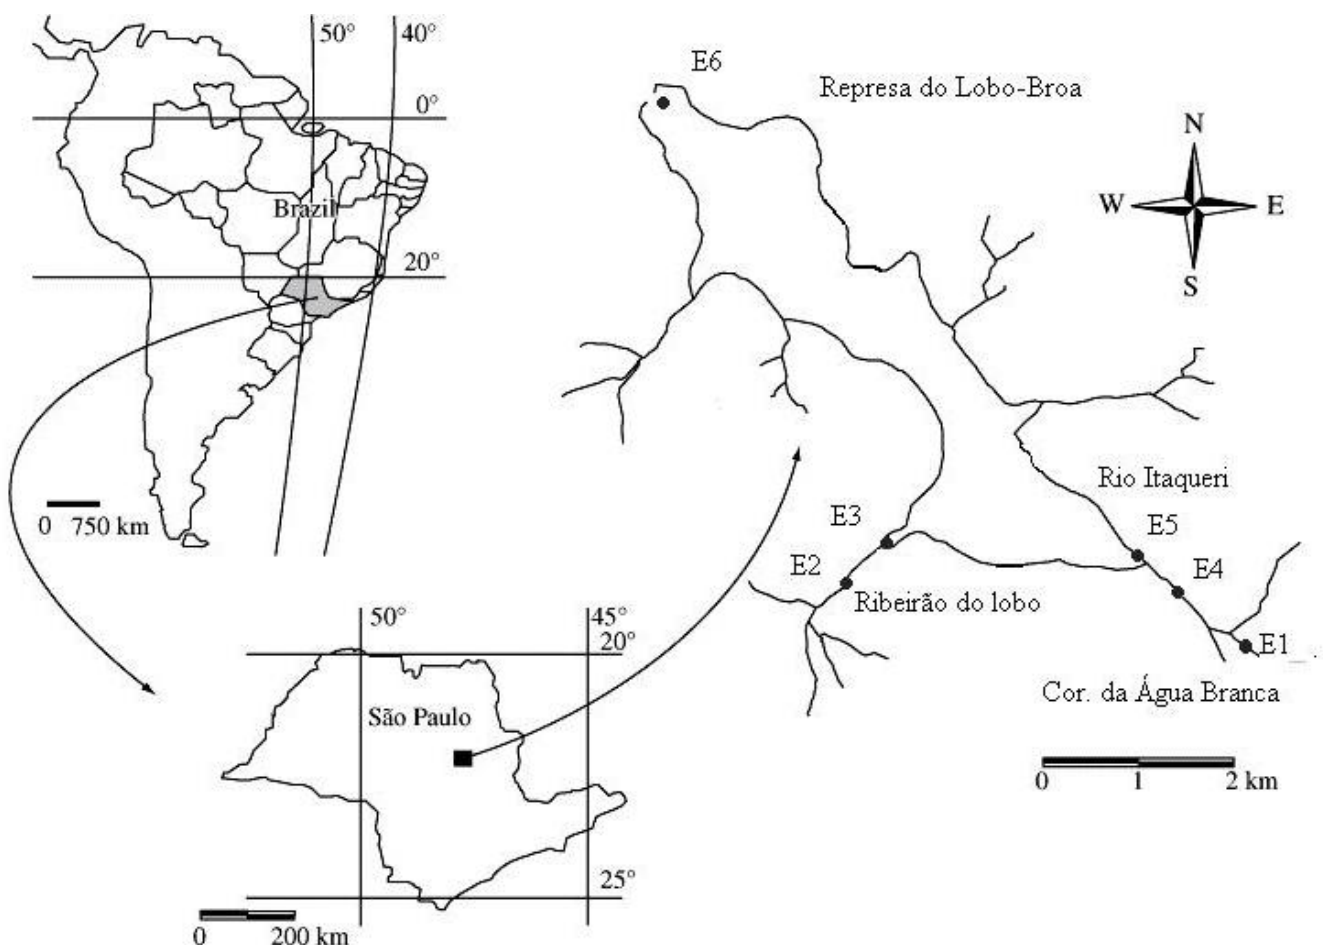 50°
40°
0°
Brazil
20°
0 750 km
50°
45°
20°
São Paulo
25°
0 200 km
E6
Represa do Lobo-Broa
N
W E
S
Rio Itaqueri
E3
E5
E2
E4
Ribeirão do lobo
E1
Cor. da Água Branca
0 1 2 km